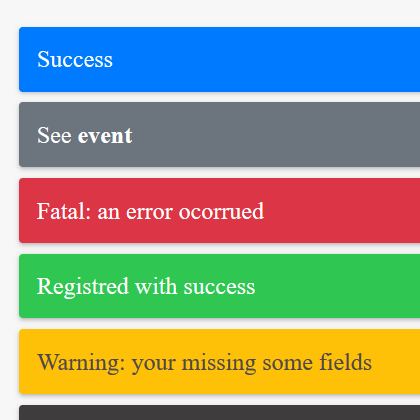 Success
See event
Fatal: an error ocorrued
Registred with success
Warning: your missing some fields